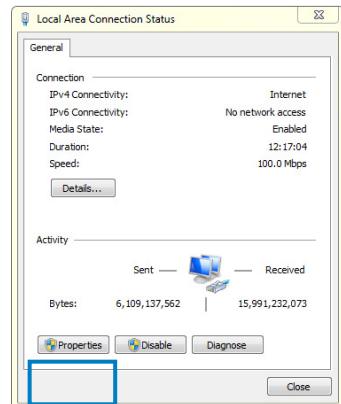 Local Area Connection Status
General
Connection
IPv4 Connectivity: Internet
IPv6 Connectivity: No network access
Media State: Enabled
Duration: 12:17:04
Speed: 100.0 Mbps
Details...
Activity
Sent Received
Bytes: 6,109,137,562 15,991,232,073
Properties Disable Diagnose
Close